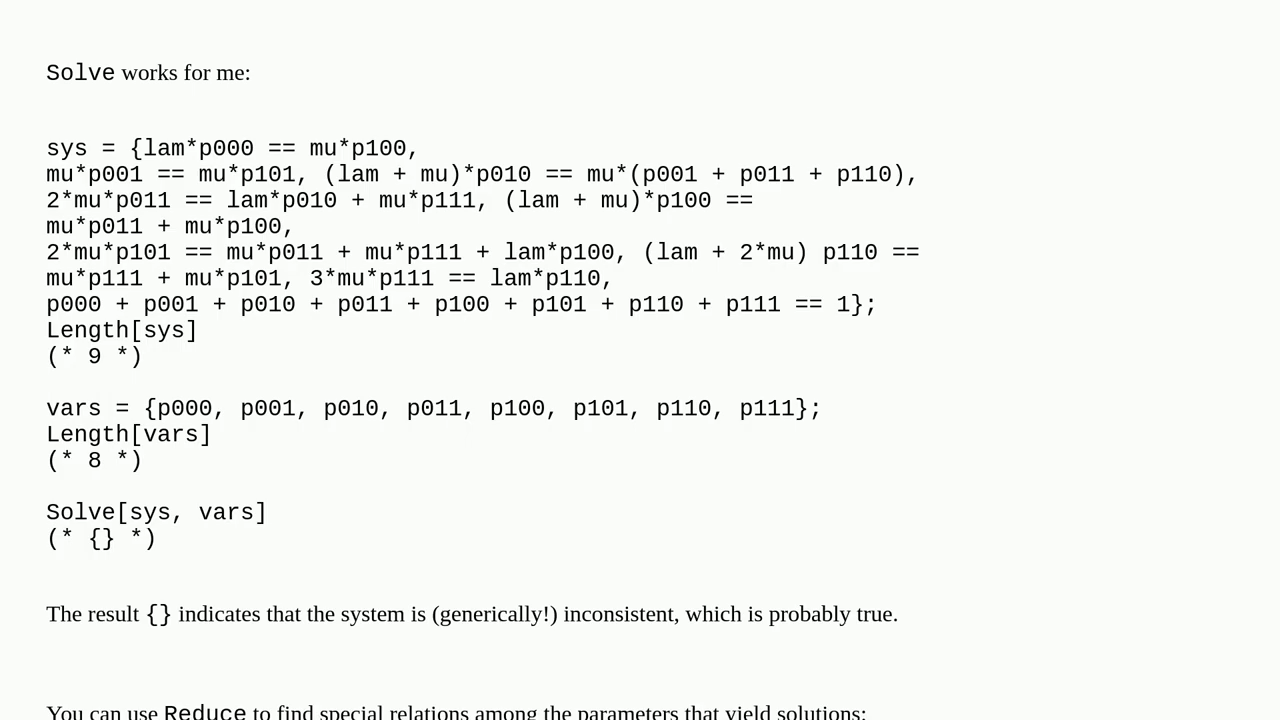 Solve works for me:
sys = {lam*p000 == mu*p100,
mu*p001 == mu*p101, (lam + mu)*p010 == mu*(p001 + p011 + p110),
2*mu*p011 == lam*p010 + mu*p111, (lam + mu)*p100 ==
mu*p011 + mu*p100,
2*mu*p101 == mu*p011 + mu*p111 + lam*p100, (lam + 2*mu) p110 ==
mu*p111 + mu*p101, 3*mu*p111 == lam*p110,
p000 + p001 + p010 + p011 + p100 + p101 + p110 + p111 == 1};
Length[sys]
(* 9 *)
vars = {p000, p001, p010, p011, p100, p101, p110, p111};
Length[vars]
(* 8 *)
Solve[sys, vars]
(* {} *)
The result {} indicates that the system is (generically!) inconsistent, which is probably true.
You can use Reduce to find special relations among the parameters that yield solutions: